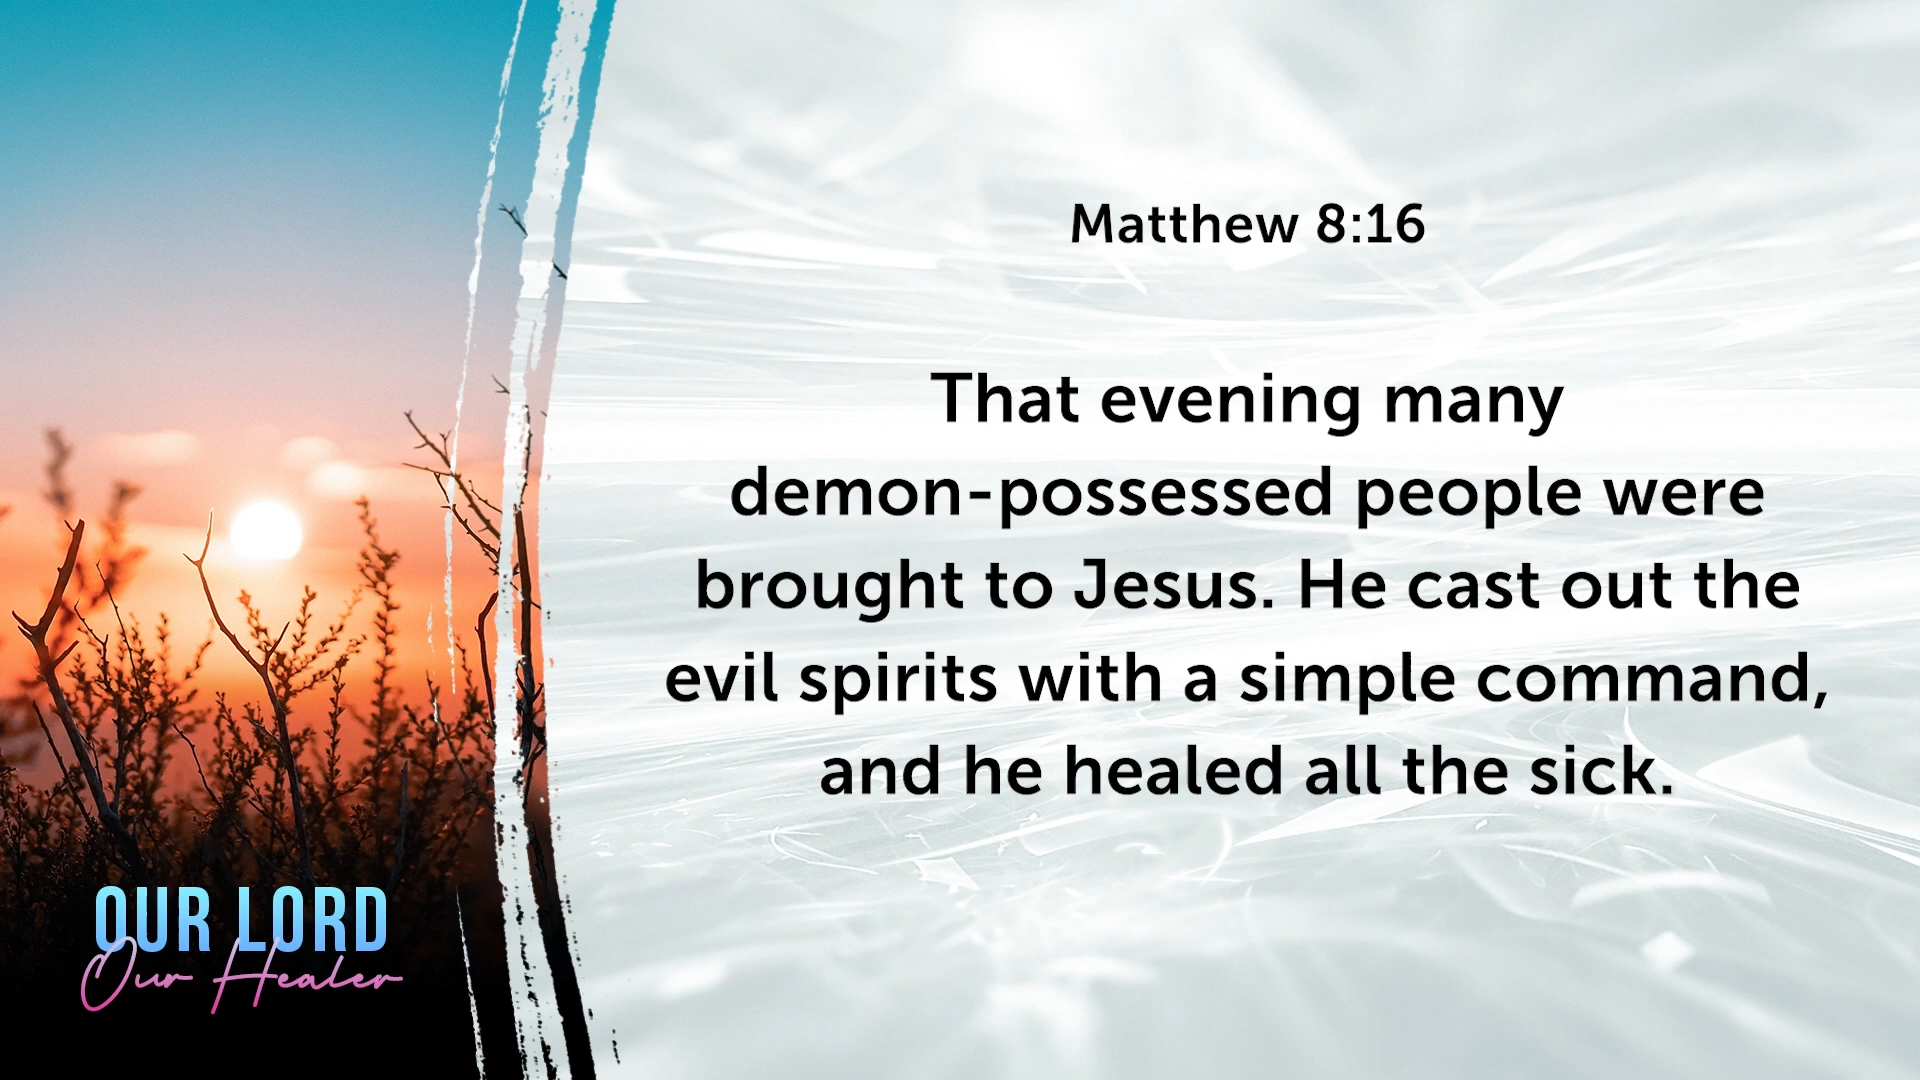 Matthew 8:16
That evening many
demon-possessed people were
brought to Jesus. He cast out the
evil spirits with a simple command,
and he healed all the sick.
OUR LORD
Our Healer